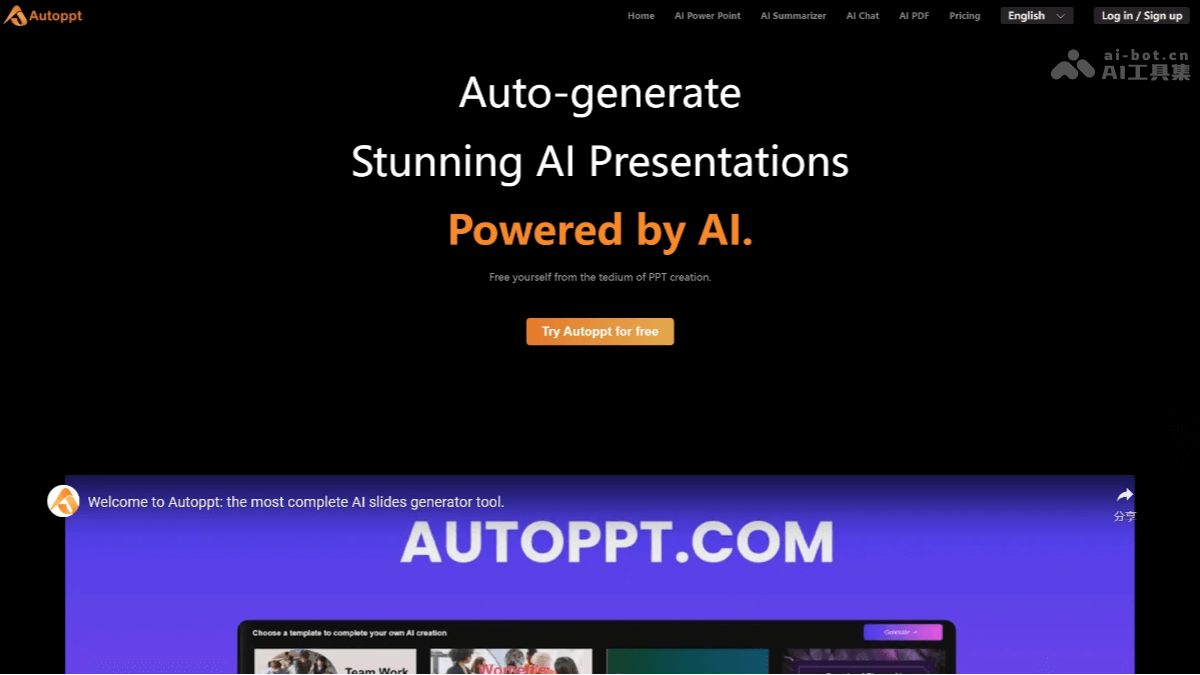 Autoppt
Home AI Power Point AI Summarizer AI Chat AI PDF Pricing English Log in / Sign up
ai-bot.cn
AI工具集
Auto-generate
Stunning AI Presentations
Powered by AI.
Free yourself from the tedium of PPT creation.
Try Autoppt for free
Welcome to Autoppt: the most complete AI slides generator tool.
分享
AUTOPPT.COM
Choose a template to complete your own AI creation
Generate →
Team Work
Women's